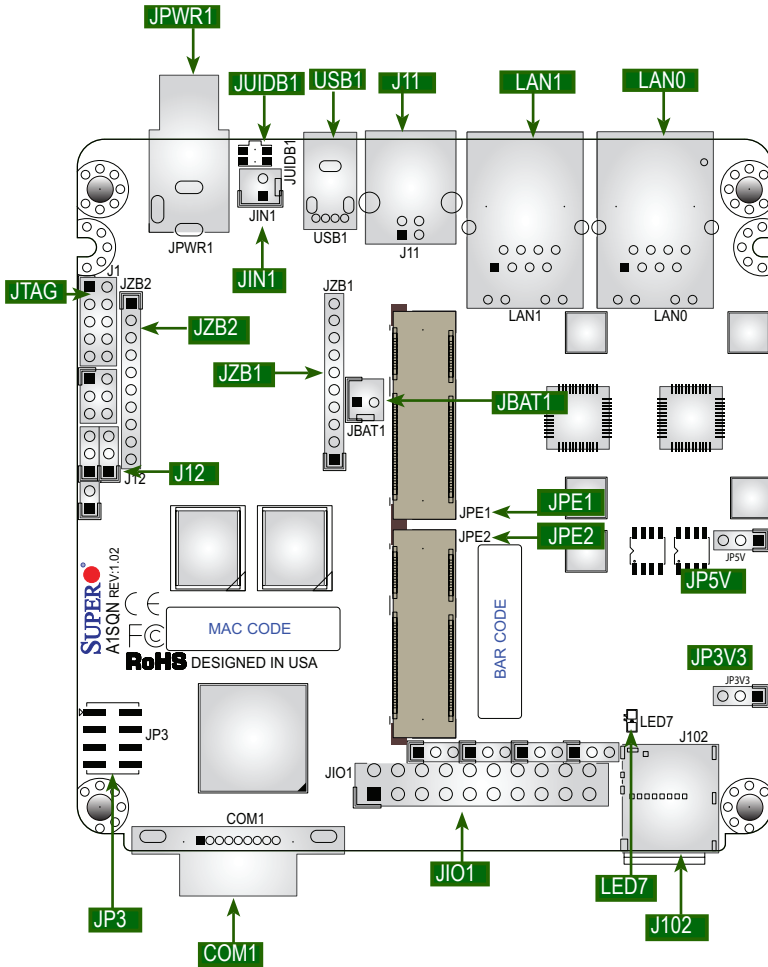 JPWR1
JUIDB1
USB1
J11
LAN1
LAN0
JUIDB1
JIN1
JPWR1
USB1
J11
JIN1
LAN1
LAN0
J1
JTAG
JZB2
JZB1
JZB2
JZB1
JBAT1
JBAT1
J12
J12
JPE1
JPE1
JPE2
JPE2
JP5V
JP5V
SUPER
A1SQN REV:1.02
CE
FC
MAC CODE
RoHS DESIGNED IN USA
BAR CODE
JP3V3
JP3V3
LED7
JP3
J102
JIO1
COM1
JIO1
LED7
JP3
J102
COM1